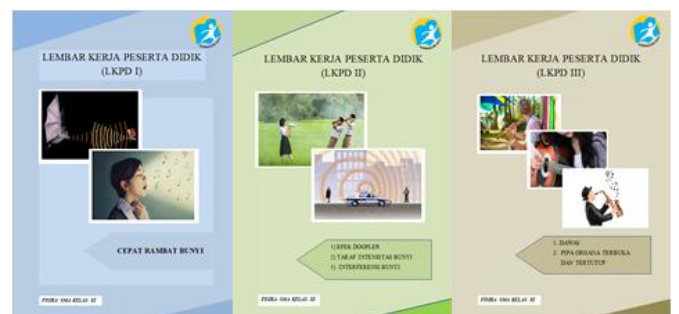 LEMBAR KERJA PESERTA DIDIK
(LKPD I)
CEPAT RAMBAT BUNYI
FISIKA SMA KELAS XI
LEMBAR KERJA PESERTA DIDIK
(LKPD II)
1) EFEK DOOPLER
2) TARAF INTENSITAS BUNYI
3) INTERFERENSI BUNYI
FISIKA SMA KELAS XI
LEMBAR KERJA PESERTA DIDIK
(LKPD III)
1. DAWAI
2. PIPA ORGANA TERBUKA
DAN TERTUTUP
FISIKA SMA KELAS XI